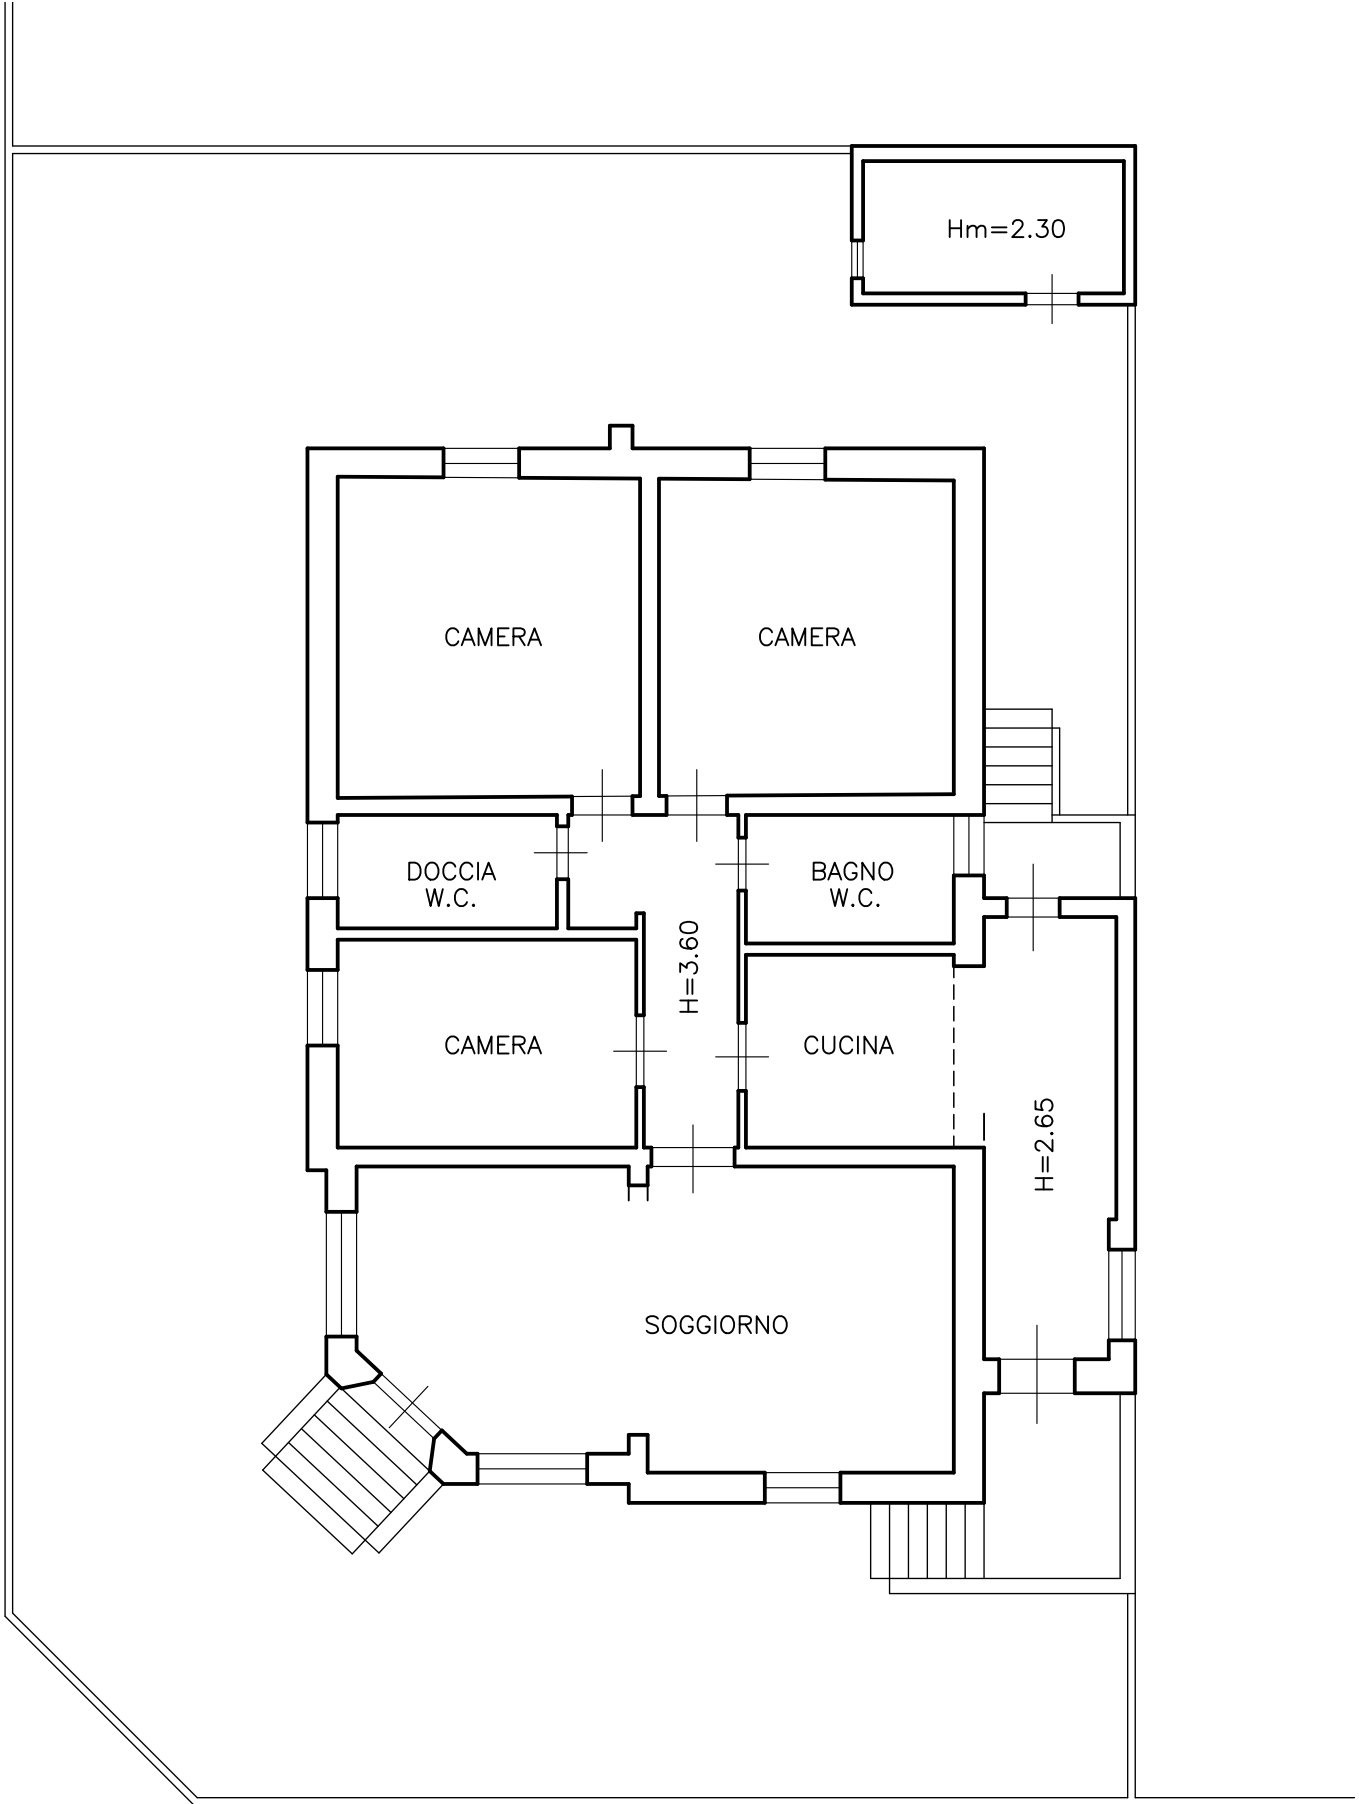 Hm=2.30
CAMERA
CAMERA
DOCCIA
W.C.
BAGNO
W.C.
H=3.60
CAMERA
CUCINA
H=2.65
SOGGIORNO